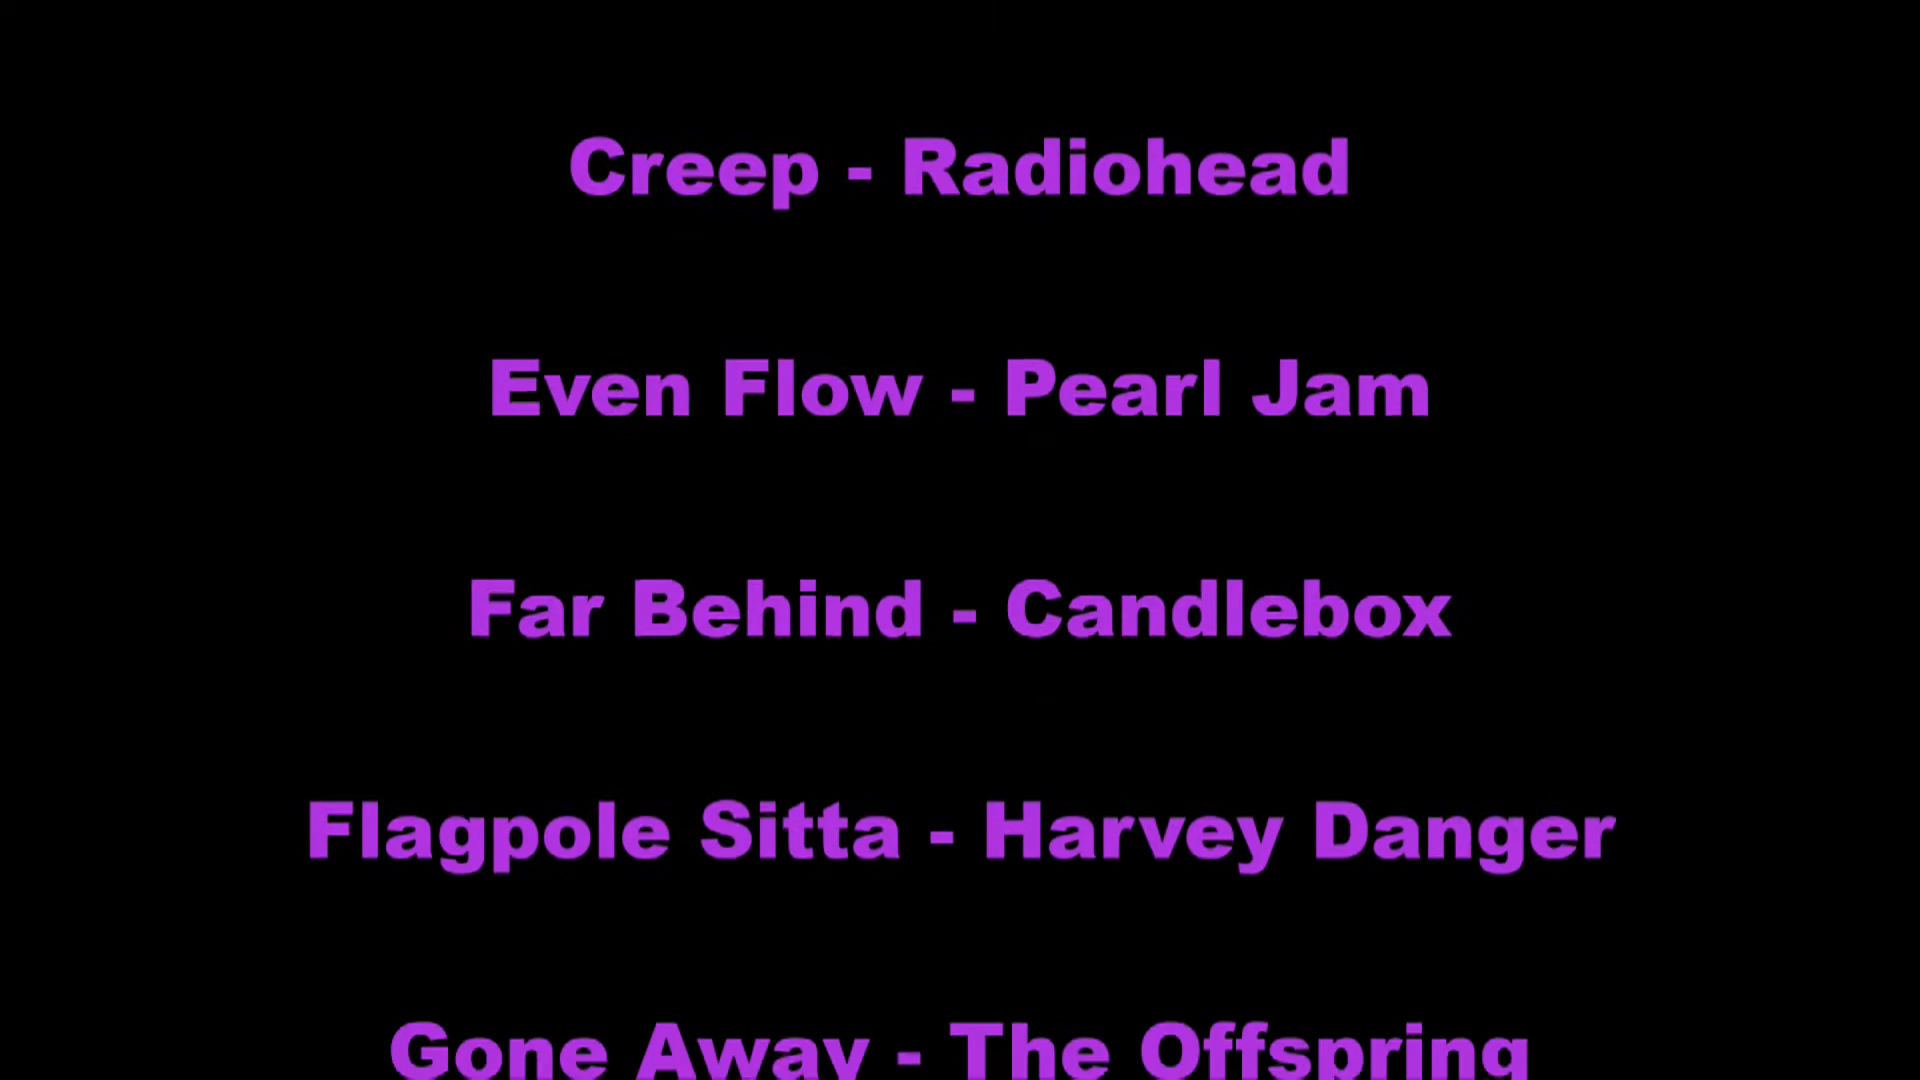 Creep - Radiohead
Even Flow - Pearl Jam
Far Behind - Candlebox
Flagpole Sitta - Harvey Danger
Gone Away - The Offspring